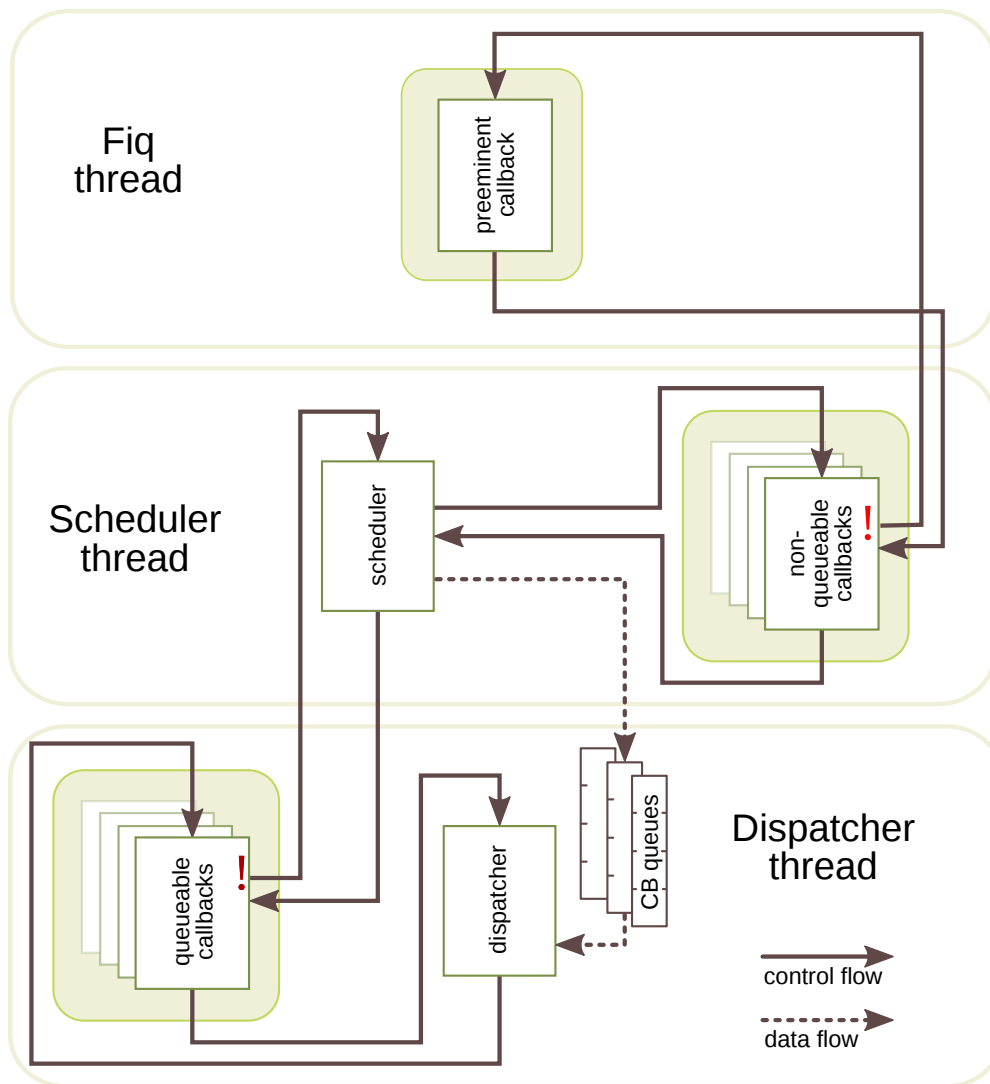 Fiq
thread
preeminent
callback
Scheduler
thread
scheduler
non-
queueable
callbacks
!
Dispatcher
thread
queueable
callbacks
!
dispatcher
CB queues
control flow
data flow